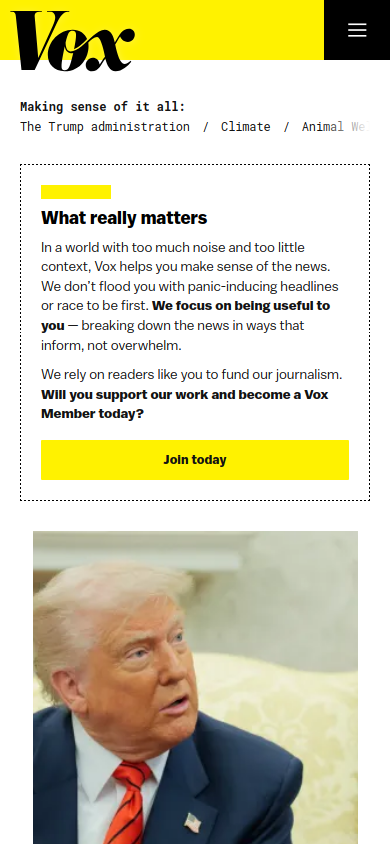 Vox
Making sense of it all:
The Trump administration / Climate / Animal We
What really matters
In a world with too much noise and too little
context, Vox helps you make sense of the news.
We don't flood you with panic-inducing headlines
or race to be first. We focus on being useful to
you — breaking down the news in ways that
inform, not overwhelm.
We rely on readers like you to fund our journalism.
Will you support our work and become a Vox
Member today?
Join today